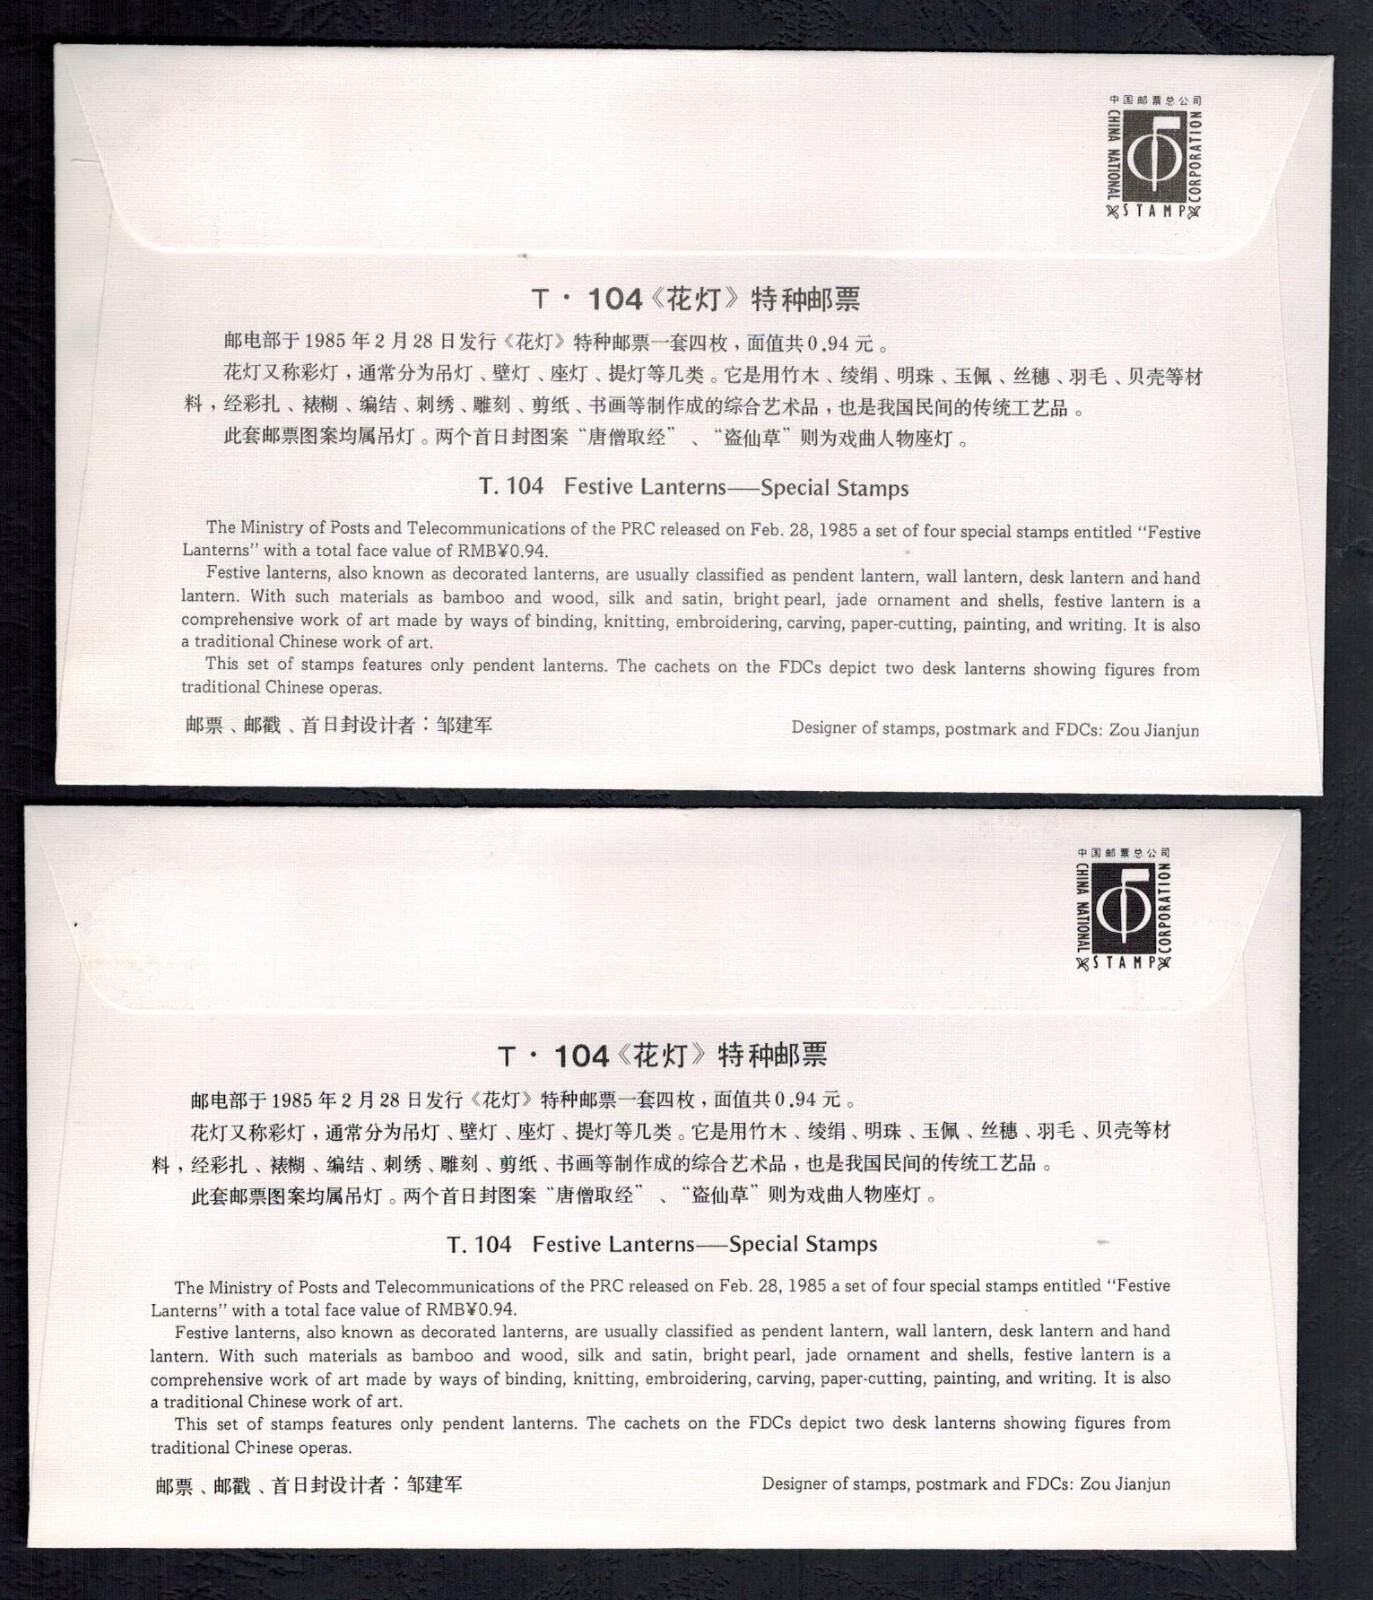 中国邮票总公司
CHINA NATIONAL
STAMP
CORPORATION
T·104《花灯》特种邮票
邮电部于1985年2月28日发行《花灯》特种邮票一套四枚，面值共0.94元。
花灯又称彩灯，通常分为吊灯、壁灯、座灯、提灯等几类。它是用竹木、绫绢、明珠、玉佩、丝穗、羽毛、贝壳等材
料，经彩扎、裱糊、编结、刺绣、雕刻、剪纸、书画等制作成的综合艺术品，也是我国民间的传统工艺品。
此套邮票图案均属吊灯。两个首日封图案“唐僧取经”、“盗仙草”则为戏曲人物座灯。
T. 104 Festive Lanterns—Special Stamps
The Ministry of Posts and Telecommunications of the PRC released on Feb. 28, 1985 a set of four special stamps entitled “Festive
Lanterns” with a total face value of RMB¥0.94.
Festive lanterns, also known as decorated lanterns, are usually classified as pendent lantern, wall lantern, desk lantern and hand
lantern. With such materials as bamboo and wood, silk and satin, bright pearl, jade ornament and shells, festive lantern is a
comprehensive work of art made by ways of binding, knitting, embroidering, carving, paper-cutting, painting, and writing. It is also
a traditional Chinese work of art.
This set of stamps features only pendent lanterns. The cachets on the FDCs depict two desk lanterns showing figures from
traditional Chinese operas.
邮票、邮戳、首日封设计者：邹建军
Designer of stamps, postmark and FDCs: Zou Jianjun
中国邮票总公司
CHINA NATIONAL
STAMP
CORPORATION
T·104《花灯》特种邮票
邮电部于1985年2月28日发行《花灯》特种邮票一套四枚，面值共0.94元。
花灯又称彩灯，通常分为吊灯、壁灯、座灯、提灯等几类。它是用竹木、绫绢、明珠、玉佩、丝穗、羽毛、贝壳等材
料，经彩扎、裱糊、编结、刺绣、雕刻、剪纸、书画等制作成的综合艺术品，也是我国民间的传统工艺品。
此套邮票图案均属吊灯。两个首日封图案“唐僧取经”、“盗仙草”则为戏曲人物座灯。
T. 104 Festive Lanterns—Special Stamps
The Ministry of Posts and Telecommunications of the PRC released on Feb. 28, 1985 a set of four special stamps entitled “Festive
Lanterns” with a total face value of RMB¥0.94.
Festive lanterns, also known as decorated lanterns, are usually classified as pendent lantern, wall lantern, desk lantern and hand
lantern. With such materials as bamboo and wood, silk and satin, bright pearl, jade ornament and shells, festive lantern is a
comprehensive work of art made by ways of binding, knitting, embroidering, carving, paper-cutting, painting, and writing. It is also
a traditional Chinese work of art.
This set of stamps features only pendent lanterns. The cachets on the FDCs depict two desk lanterns showing figures from
traditional Chinese operas.
邮票、邮戳、首日封设计者：邹建军
Designer of stamps, postmark and FDCs: Zou Jianjun